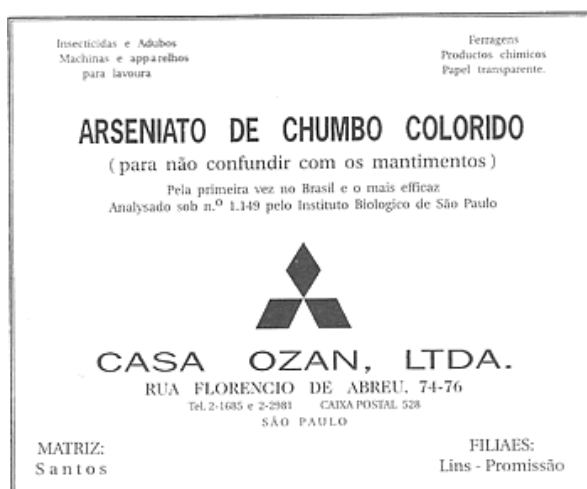 Insecticidas e Adubos
Machinas e apparelhos
para lavoura
Ferragens
Productos chimicos
Papel transparente.
ARSENIATO DE CHUMBO COLORIDO
(para não confundir com os mantimentos)
Pela primeira vez no Brasil e o mais efficaz
Analysado sob n.º 1.149 pelo Instituto Biologico de São Paulo
CASA OZAN, LTDA.
RUA FLORENCIO DE ABREU, 74-76
Tel. 2-1685 e 2-2981 CAIXA POSTAL 528
SÃO PAULO
MATRIZ:
Santos
FILIAES:
Lins - Promissão